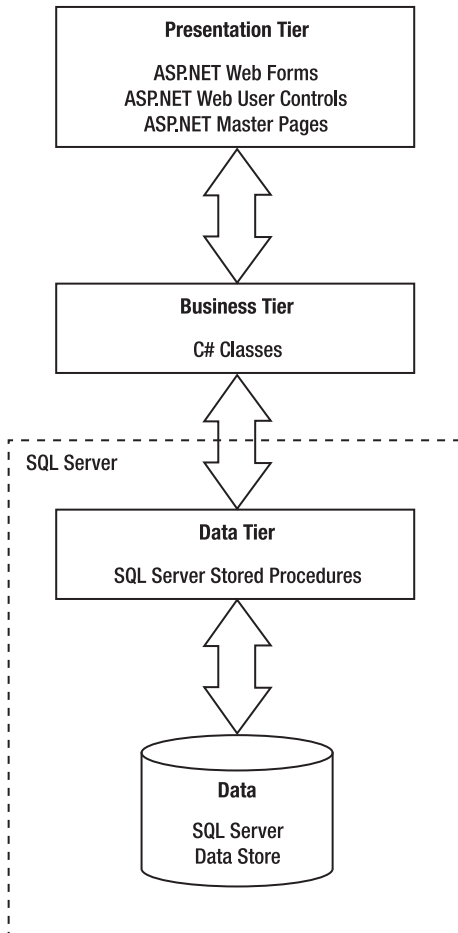 Presentation Tier
ASP.NET Web Forms
ASP.NET Web User Controls
ASP.NET Master Pages
Business Tier
C# Classes
SQL Server
Data Tier
SQL Server Stored Procedures
Data
SQL Server
Data Store